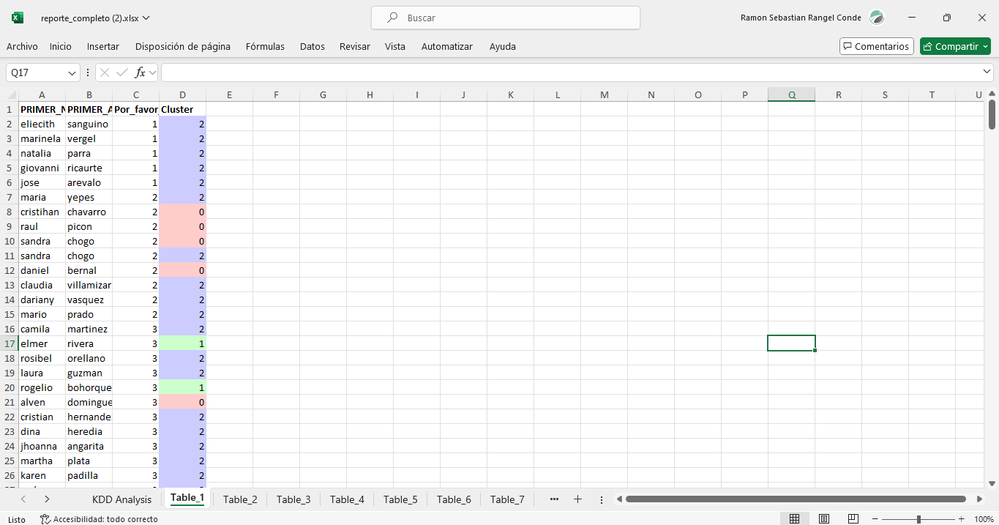 reporte_completo (2).xlsx
Buscar
Ramon Sebastian Rangel Conde
Archivo Inicio Insertar Disposición de página Fórmulas Datos Revisar Vista Automatizar Ayuda Comentarios Compartir
Q17 fx
A B C D E F G H I J K L M N O P Q R S T U
1 PRIMER_N PRIMER_A Por_favor_ Cluster
2 eliecith sanguino 1 2
3 marinela vergel 1 2
4 natalia parra 1 2
5 giovanni ricaurte 1 2
6 jose arevalo 1 2
7 maria yepes 2 2
8 cristihan chavarro 2 0
9 raul picon 2 0
10 sandra chogo 2 0
11 sandra chogo 2 2
12 daniel bernal 2 0
13 claudia villamizar 2 2
14 dariany vasquez 2 2
15 mario prado 2 2
16 camila martinez 3 2
17 elmer rivera 3 1
18 rosibel orellano 3 2
19 laura guzman 3 2
20 rogelio bohorque 3 1
21 alven domingue 3 0
22 cristian hernande 3 2
23 dina heredia 3 2
24 jhoanna angarita 3 2
25 martha plata 3 2
26 karen padilla 3 2
KDD Analysis Table_1 Table_2 Table_3 Table_4 Table_5 Table_6 Table_7 ...
Listo Accesibilidad: todo correcto 100%